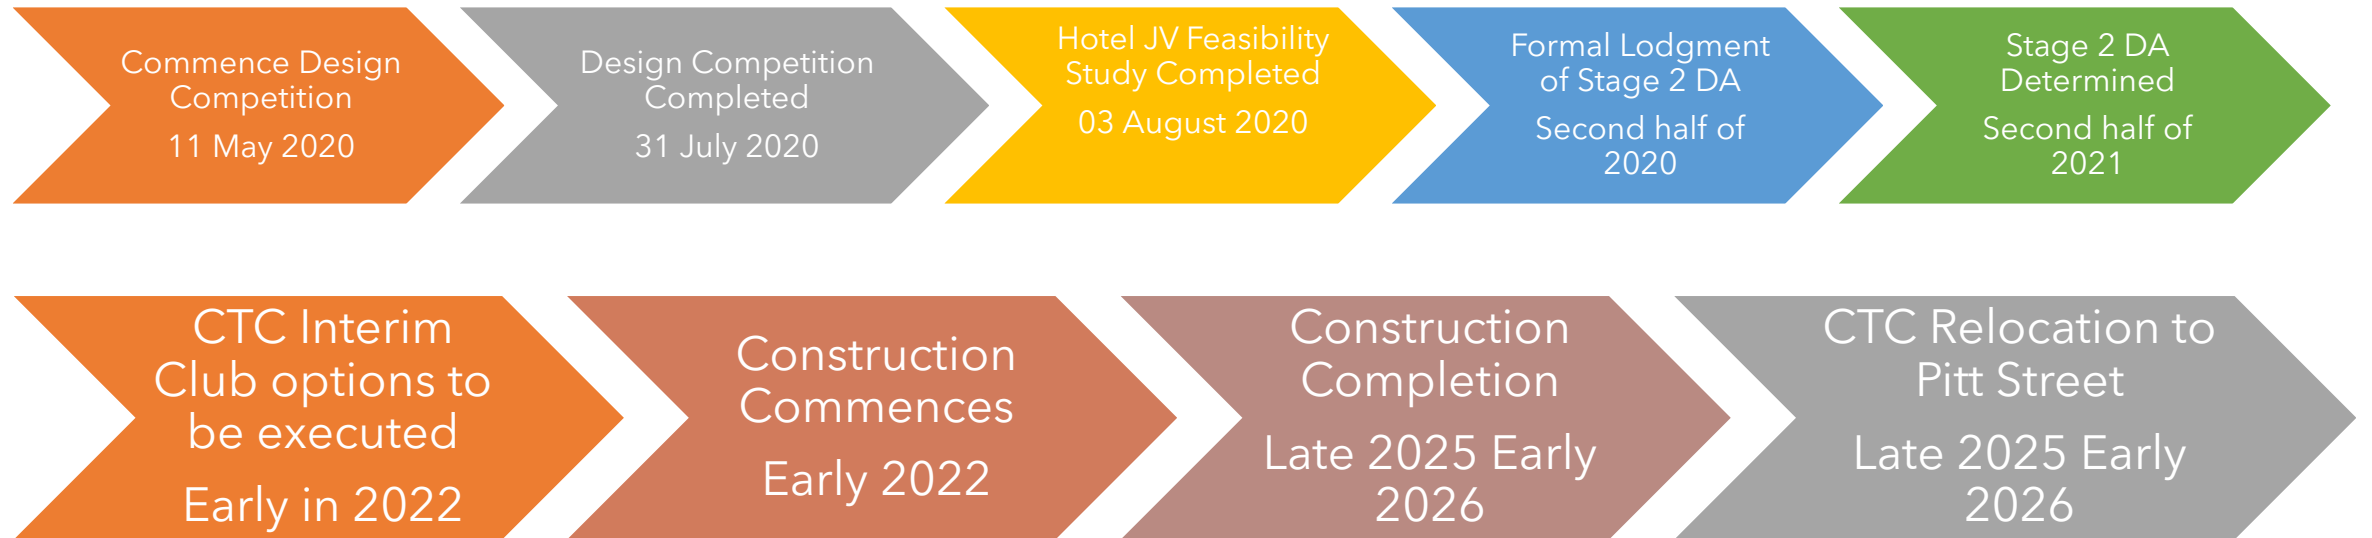 Commence Design
Competition
11 May 2020
Design Competition
Completed
31 July 2020
Hotel JV Feasibility
Study Completed
03 August 2020
Formal Lodgment
of Stage 2 DA
Second half of
2020
Stage 2 DA
Determined
Second half of
2021
CTC Interim
Club options to
be executed
Early in 2022
Construction
Commences
Early 2022
Construction
Completion
Late 2025 Early
2026
CTC Relocation to
Pitt Street
Late 2025 Early
2026